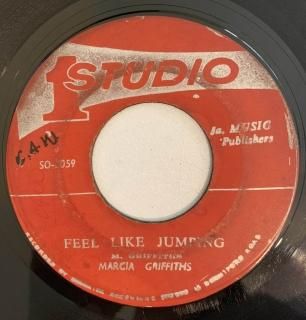 1 STUDIO
C.A.W
Ja. MUSIC
Publishers
SO-2059
FEEL LIKE JUMPING
M. GRIFFITHS
MARCIA GRIFFITHS